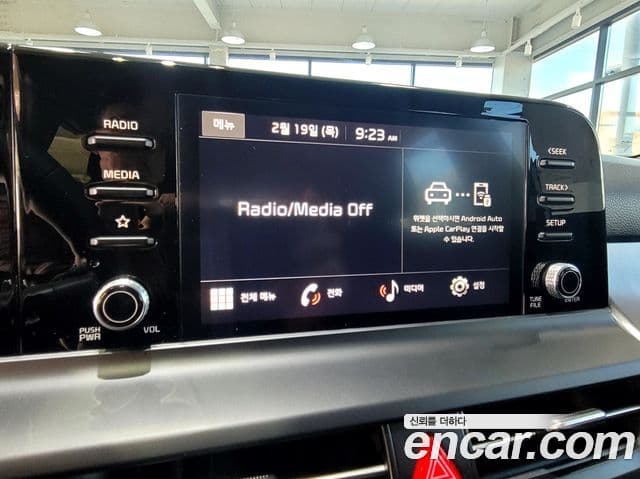 RADIO
MEDIA
PUSH
PWR
VOL
메뉴
2월 19일 (목)
9:23 AM
Radio/Media Off
위젯을 선택하시면 Android Auto
또는 Apple CarPlay 연결을 시작할
수 있습니다.
전체 메뉴
전화
미디어
설정
<SEEK
TRACK>
SETUP
TUNE
FILE
ENTER
신뢰를 더하다
encar.com